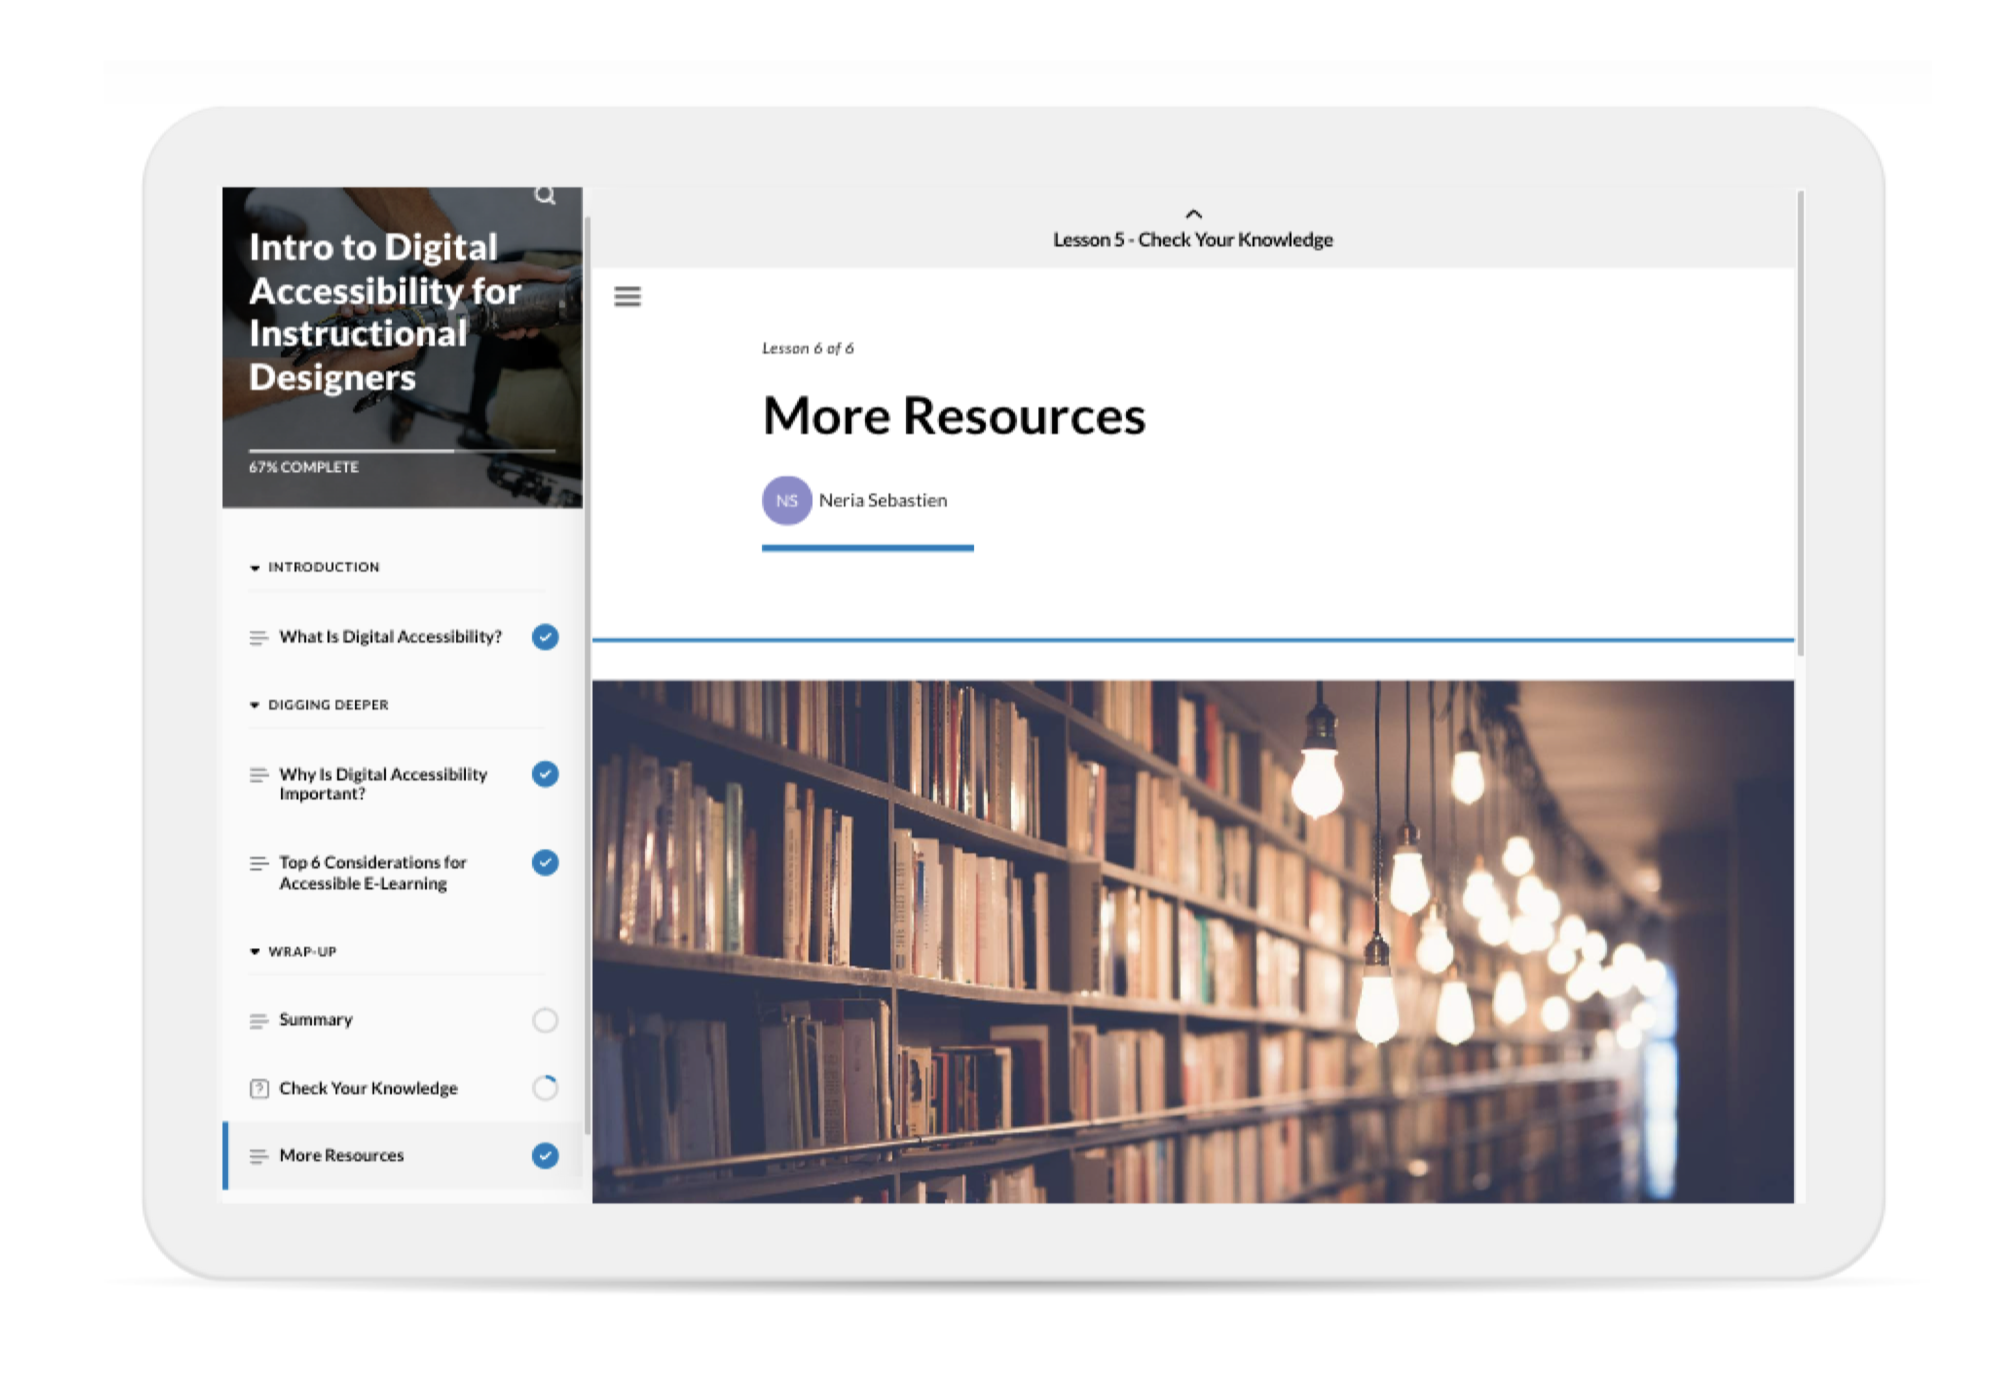 Intro to Digital
Accessibility for
Instructional
Designers
67% COMPLETE
INTRODUCTION
What Is Digital Accessibility?
DIGGING DEEPER
Why Is Digital Accessibility
Important?
Top 6 Considerations for
Accessible E-Learning
WRAP-UP
Summary
Check Your Knowledge
More Resources
Lesson 5 - Check Your Knowledge
Lesson 6 of 6
More Resources
NS Neria Sebastien